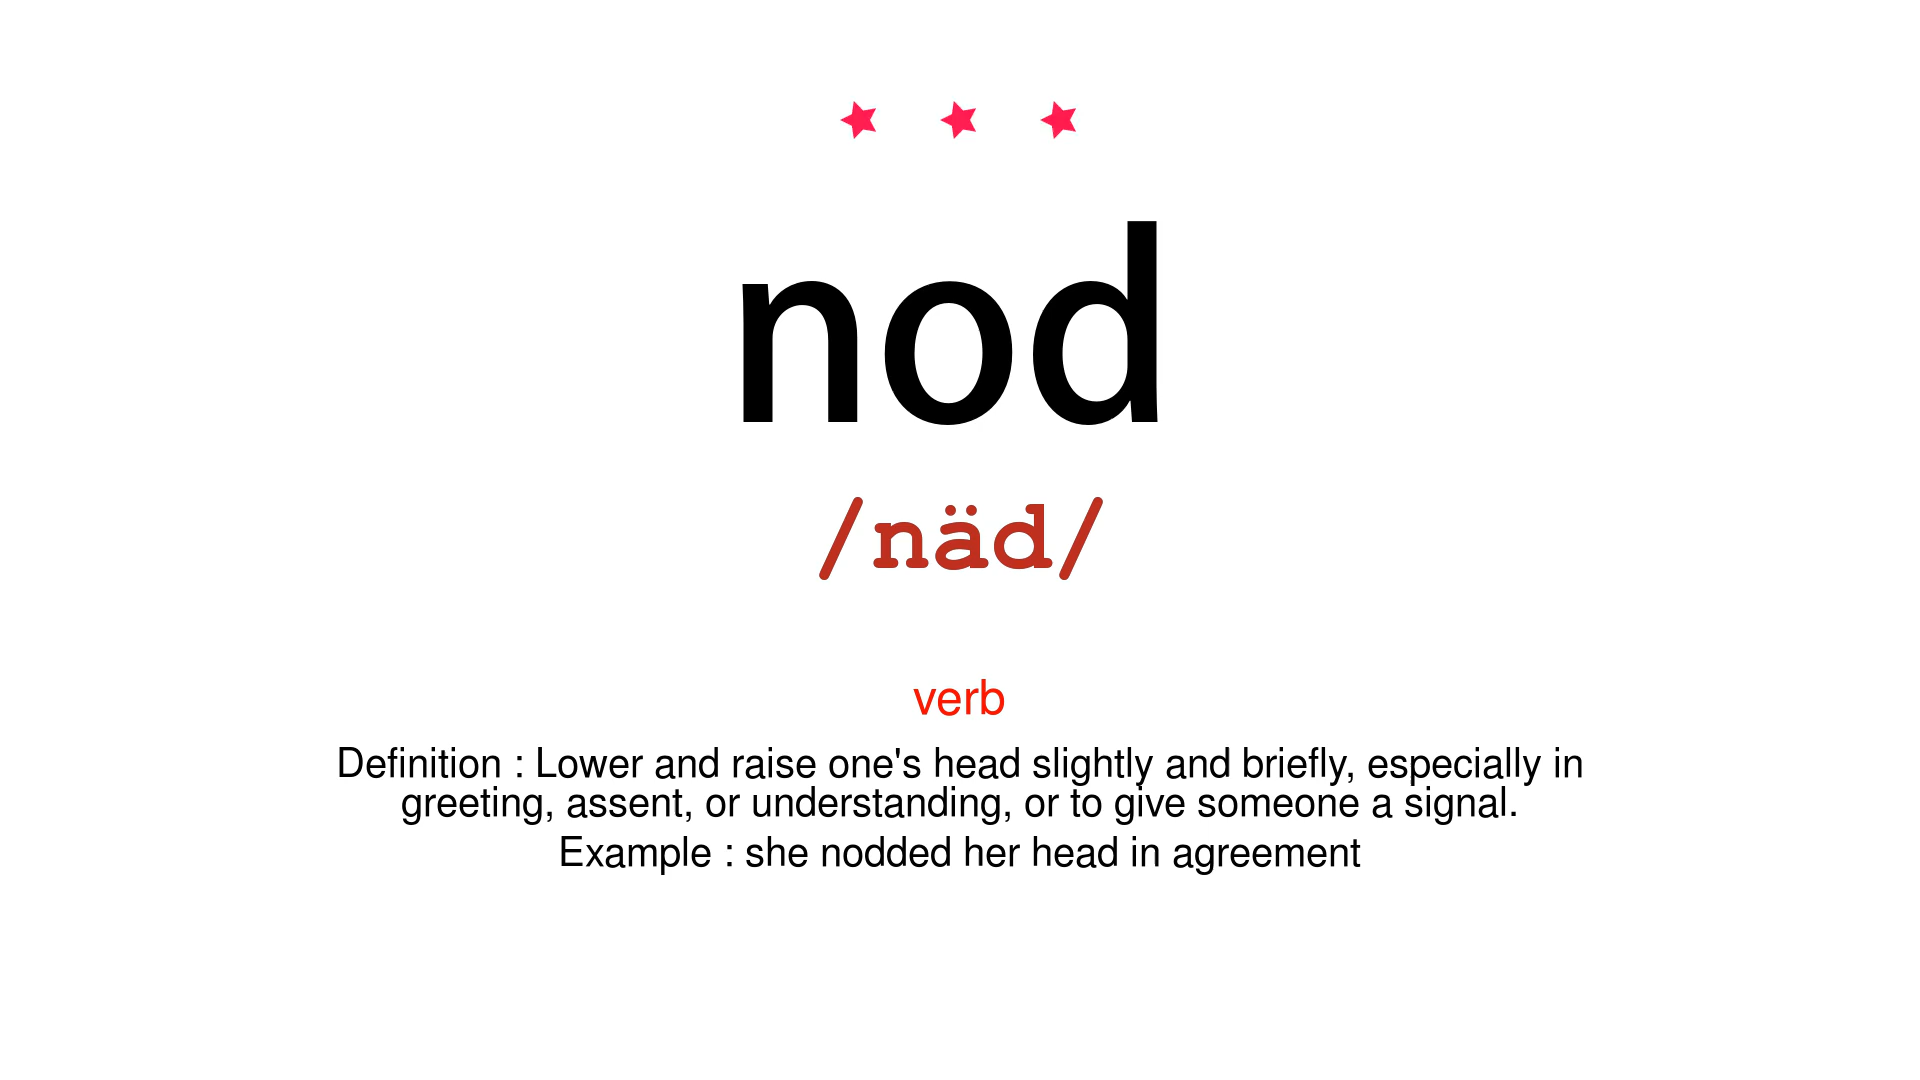 nod
/näd/
verb
Definition : Lower and raise one's head slightly and briefly, especially in
greeting, assent, or understanding, or to give someone a signal.
Example : she nodded her head in agreement